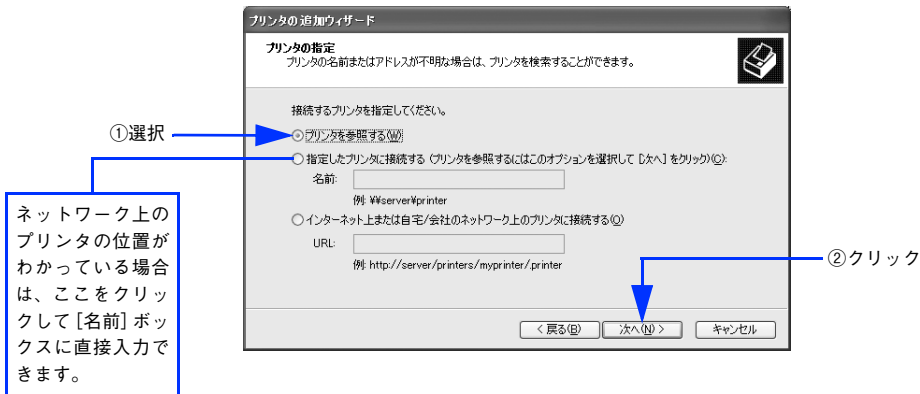 プリンタの追加ウィザード
プリンタの指定
プリンタの名前またはアドレスが不明な場合は、プリンタを検索することができます。
接続するプリンタを指定してください。
①選択
プリンタを参照する(W)
指定したプリンタに接続する (プリンタを参照するにはこのオプションを選択して [次へ] をクリック)(C):
名前:
例: ¥¥server¥printer
インターネット上または自宅/会社のネットワーク上のプリンタに接続する(O)
URL:
例: http://server/printers/myprinter/.printer
ネットワーク上の
プリンタの位置が
わかっている場合
は、ここをクリッ
クして[名前]ボッ
クスに直接入力で
きます。
②クリック
< 戻る(B)
次へ(N) >
キャンセル